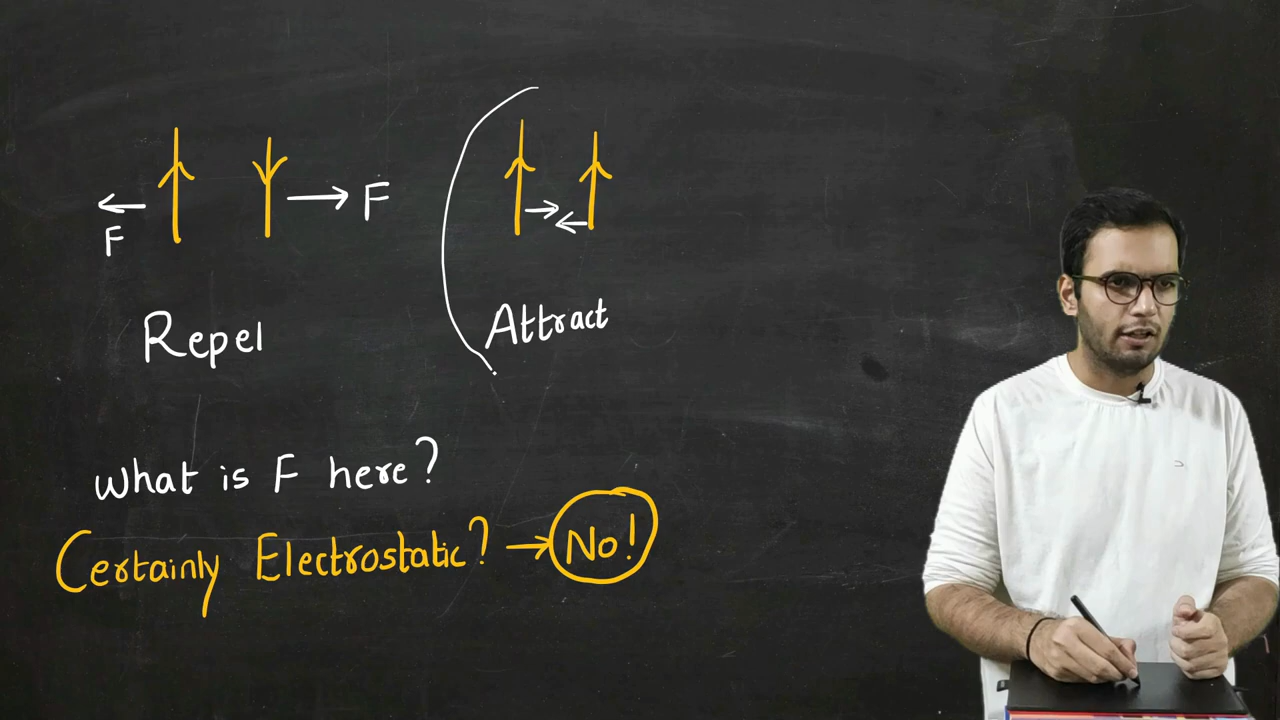 F
F
Repel
Attract
What is F here?
Certainly Electrostatic? → No!